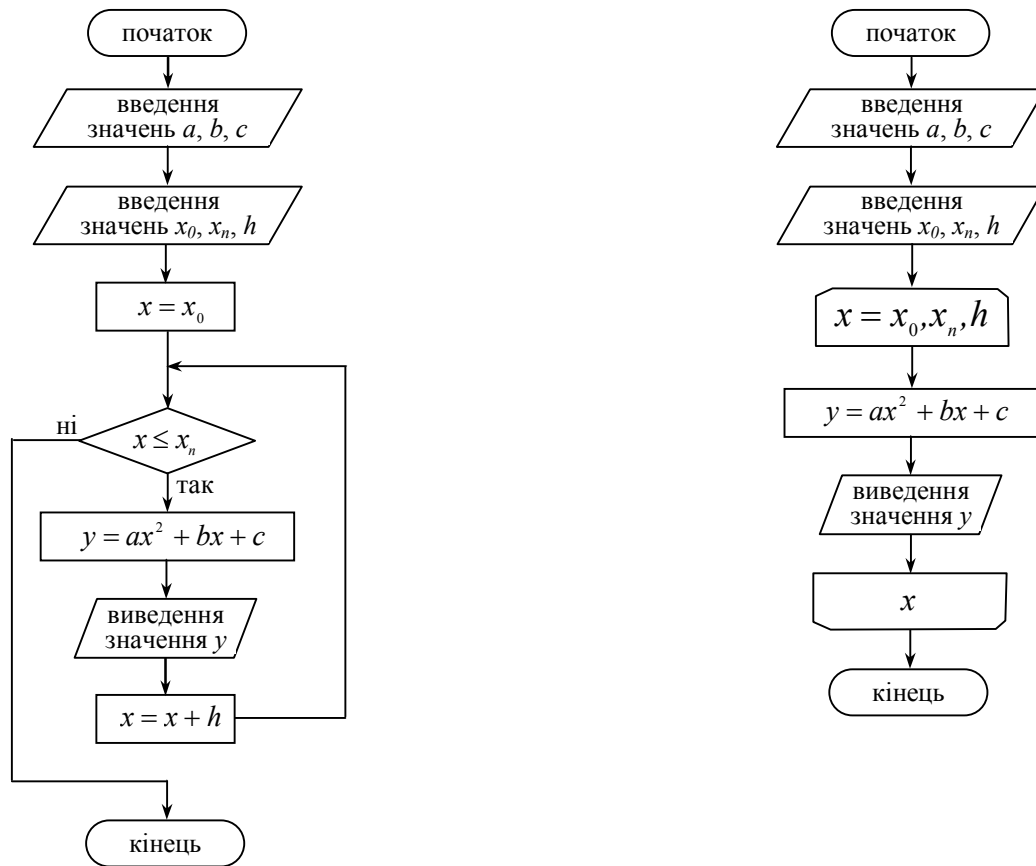 початок
введення
значень a, b, c
введення
значень x₀, xₙ, h
x = x₀
ні
x ≤ xₙ
так
y = ax² + bx + c
виведення
значення y
x = x + h
кінець
початок
введення
значень a, b, c
введення
значень x₀, xₙ, h
x = x₀,xₙ,h
y = ax² + bx + c
виведення
значення y
x
кінець